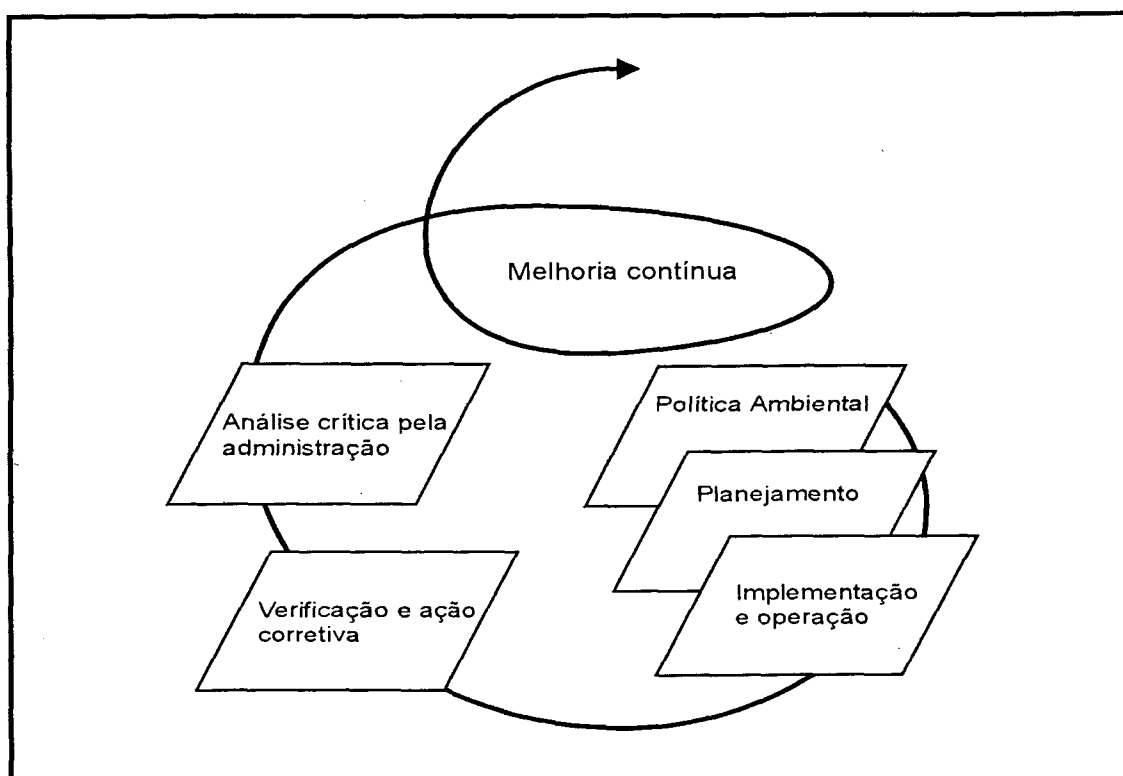 Melhoria contínua
Política Ambiental
Planejamento
Implementação
e operação
Verificação e ação
corretiva
Análise crítica pela
administração